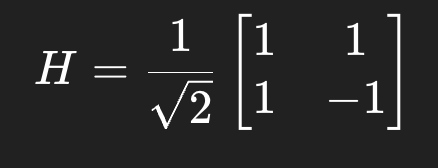 H = 1/√2 [1 1
1 −1]